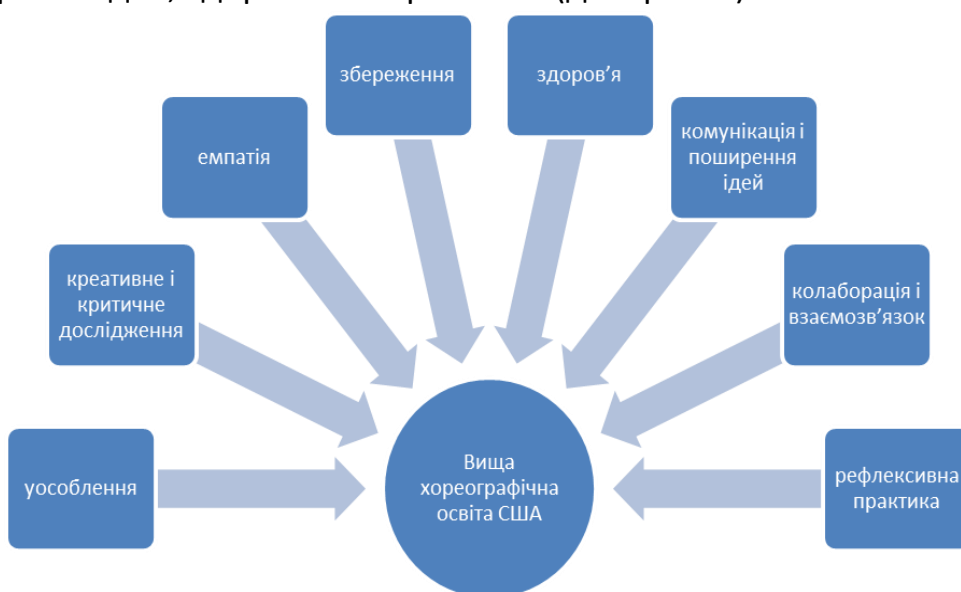 збереження
здоров’я
емпатія
комунікація і
поширення
ідей
креативне і
критичне
дослідження
колаборація і
взаємозв’язок
уособлення
Вища
хореографічна
освіта США
рефлексивна
практика